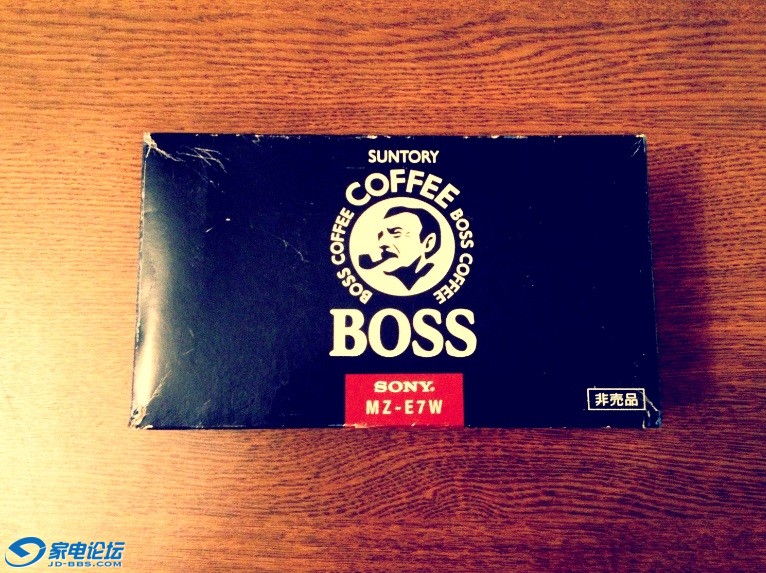 SUNTORY
COFFEE
BOSS COFFEE
BOSS COFFEE
BOSS
SONY®
MZ-E7W
非売品
家电论坛
JD-BBS.COM